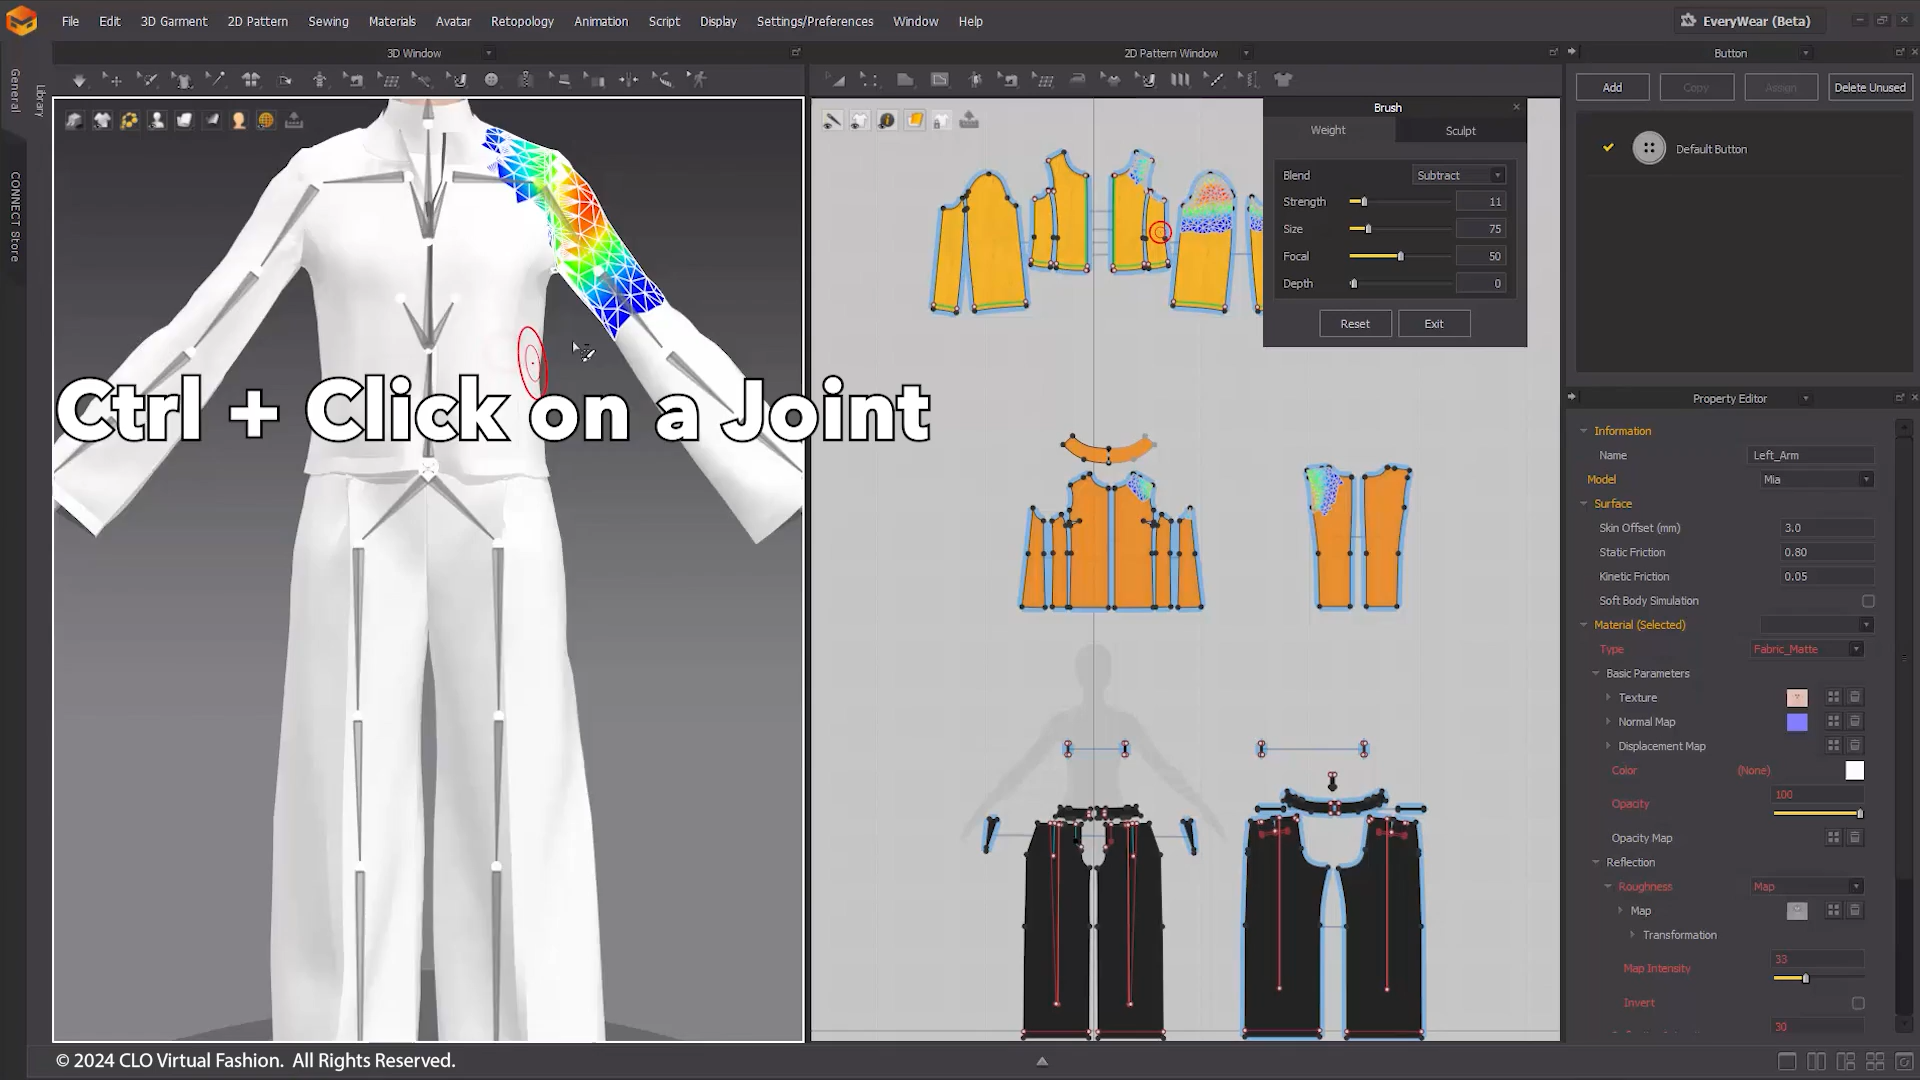 File Edit 3D Garment 2D Pattern Sewing Materials Avatar Retopology Animation Script Display Settings/Preferences Window Help
EveryWear (Beta)
3D Window
2D Pattern Window
Button
General
Library
CONNECT Store
Add Copy Assign Delete Unused
Default Button
Brush
Weight Sculpt
Blend Subtract
Strength 11
Size 75
Focal 50
Depth 0
Reset Exit
Ctrl + Click on a Joint
Property Editor
Information
Name Left_Arm
Model Mia
Surface
Skin Offset (mm) 3.0
Static Friction 0.80
Kinetic Friction 0.05
Soft Body Simulation
Material (Selected)
Type Fabric_Matte
Basic Parameters
Texture
Normal Map
Displacement Map
Color (None)
Opacity 100
Opacity Map
Reflection
Roughness Map
Map
Transformation
Map Intensity 33
Invert
30
© 2024 CLO Virtual Fashion. All Rights Reserved.